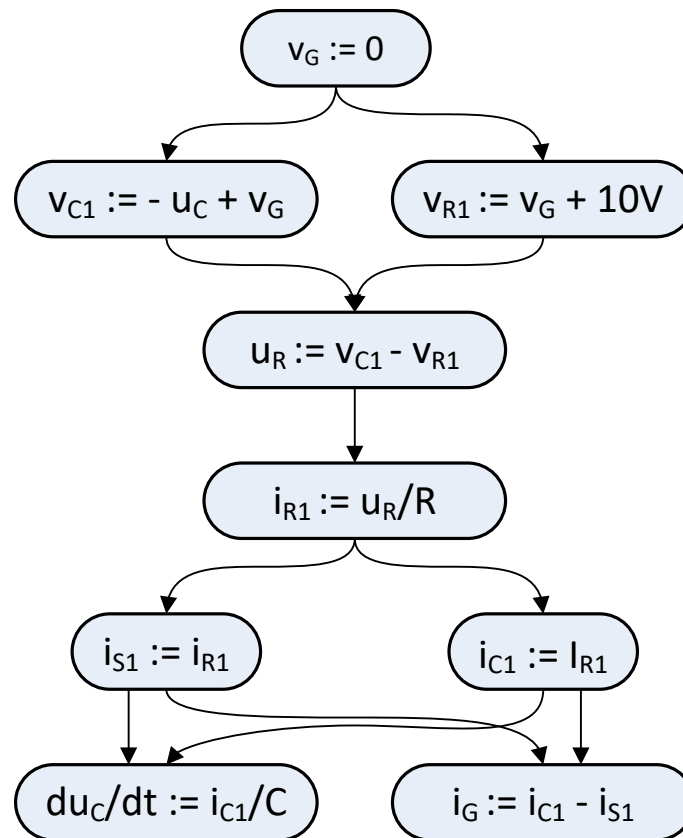 v_G := 0
v_C1 := - u_C + v_G
v_R1 := v_G + 10V
u_R := v_C1 - v_R1
i_R1 := u_R/R
i_S1 := i_R1
i_C1 := I_R1
du_C/dt := i_C1/C
i_G := i_C1 - i_S1